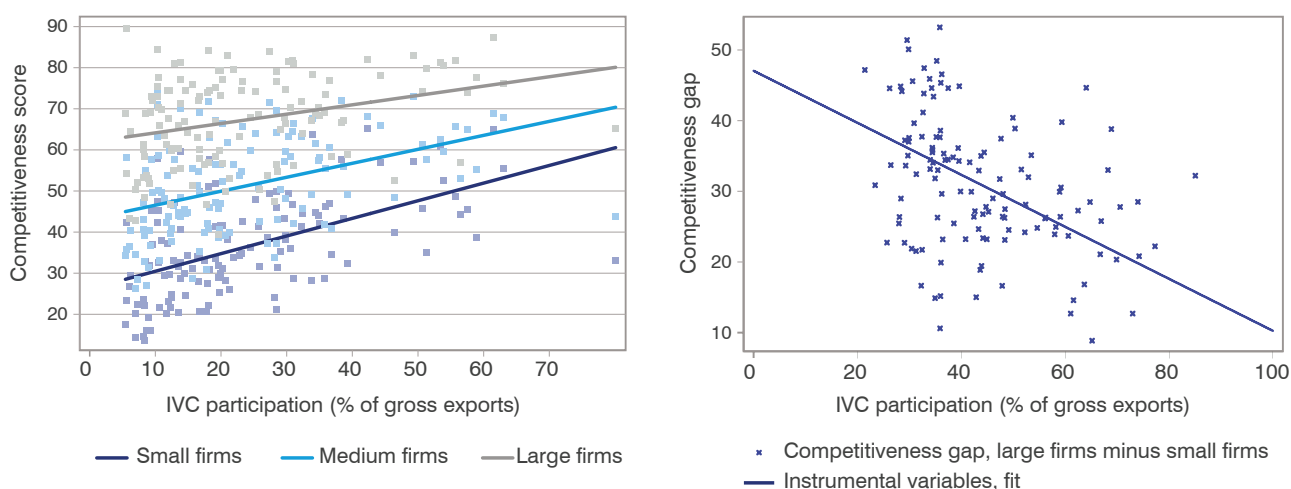 Competitiveness score
90
80
70
60
50
40
30
20
0 10 20 30 40 50 60 70
IVC participation (% of gross exports)
Small firms Medium firms Large firms
Competitiveness gap
50
40
30
20
10
0 20 40 60 80 100
IVC participation (% of gross exports)
Competitiveness gap, large firms minus small firms
Instrumental variables, fit